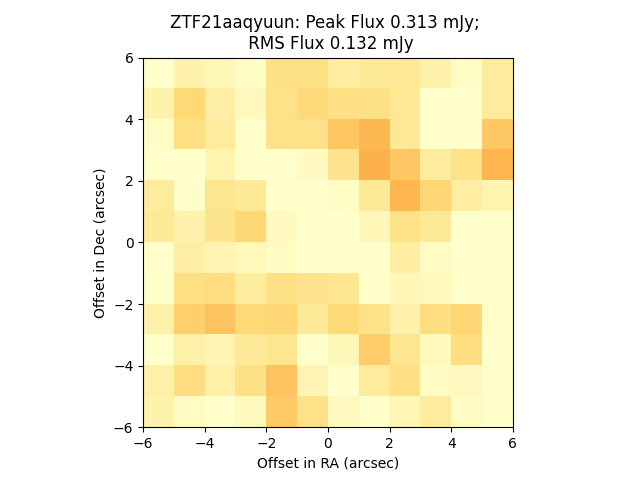 ZTF21aaqyuun: Peak Flux 0.313 mJy;
RMS Flux 0.132 mJy
6
4
2
0
−2
−4
−6
Offset in Dec (arcsec)
−6 −4 −2 0 2 4 6
Offset in RA (arcsec)